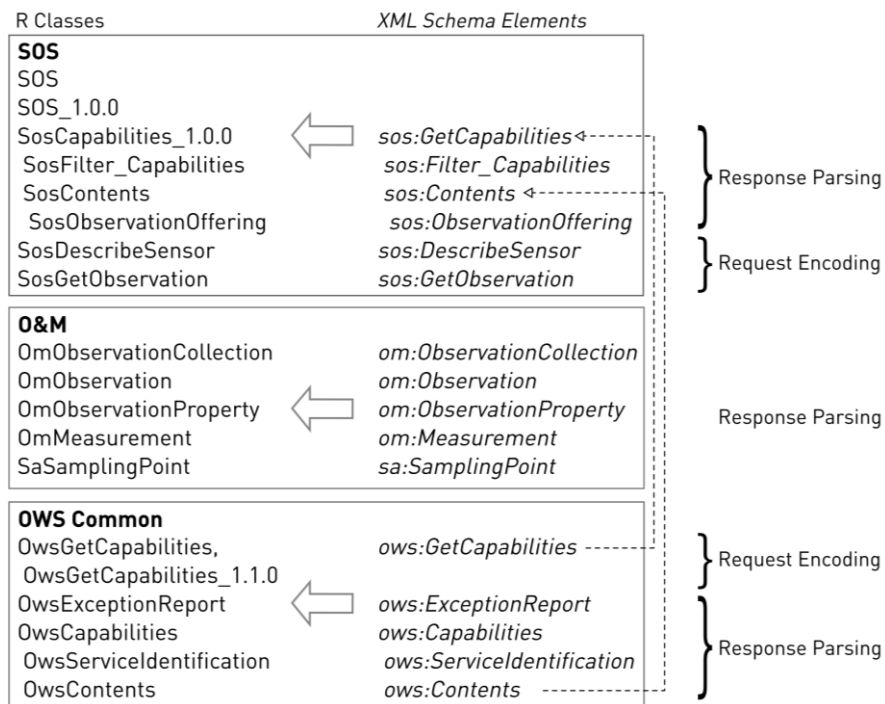 R Classes XML Schema Elements
SOS
SOS
SOS_1.0.0
SosCapabilities_1.0.0 sos:GetCapabilities
SosFilter_Capabilities sos:Filter_Capabilities
SosContents sos:Contents
Response Parsing
SosObservationOffering sos:ObservationOffering
SosDescribeSensor sos:DescribeSensor
Request Encoding
SosGetObservation sos:GetObservation
O&M
OmObservationCollection om:ObservationCollection
OmObservation om:Observation
OmObservationProperty om:ObservationProperty
Response Parsing
OmMeasurement om:Measurement
SaSamplingPoint sa:SamplingPoint
OWS Common
OwsGetCapabilities, ows:GetCapabilities
Request Encoding
OwsGetCapabilities_1.1.0
OwsExceptionReport ows:ExceptionReport
OwsCapabilities ows:Capabilities
Response Parsing
OwsServiceIdentification ows:ServiceIdentification
OwsContents ows:Contents